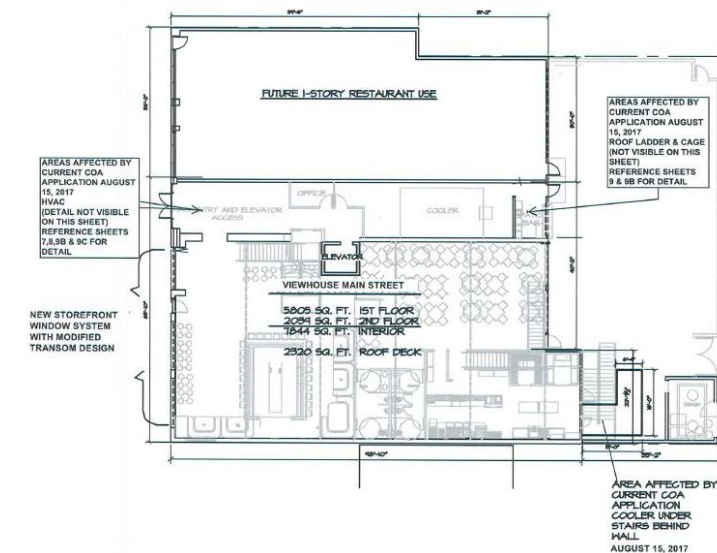 FUTURE 1-STORY RESTAURANT USE
AREAS AFFECTED BY
CURRENT COA
APPLICATION AUGUST
15, 2017
HVAC
(DETAIL NOT VISIBLE
ON THIS SHEET)
REFERENCE SHEETS
7,8,9B & 9C FOR
DETAIL
AREAS AFFECTED BY
CURRENT COA
APPLICATION AUGUST
15, 2017
ROOF LADDER & CAGE
(NOT VISIBLE ON THIS
SHEET)
REFERENCE SHEETS
9 & 9B FOR DETAIL
OFFICE
ENTRY AND ELEVATOR
ACCESS
COOLER
BAR
ELEVATOR
VIEWHOUSE MAIN STREET
5805 SQ. FT. 1ST FLOOR
2039 SQ. FT. 2ND FLOOR
7844 SQ. FT. INTERIOR
2320 SQ. FT. ROOF DECK
NEW STOREFRONT
WINDOW SYSTEM
WITH MODIFIED
TRANSOM DESIGN
TRASH
AREA AFFECTED BY
CURRENT COA
APPLICATION
COOLER UNDER
STAIRS BEHIND
WALL
AUGUST 15, 2017